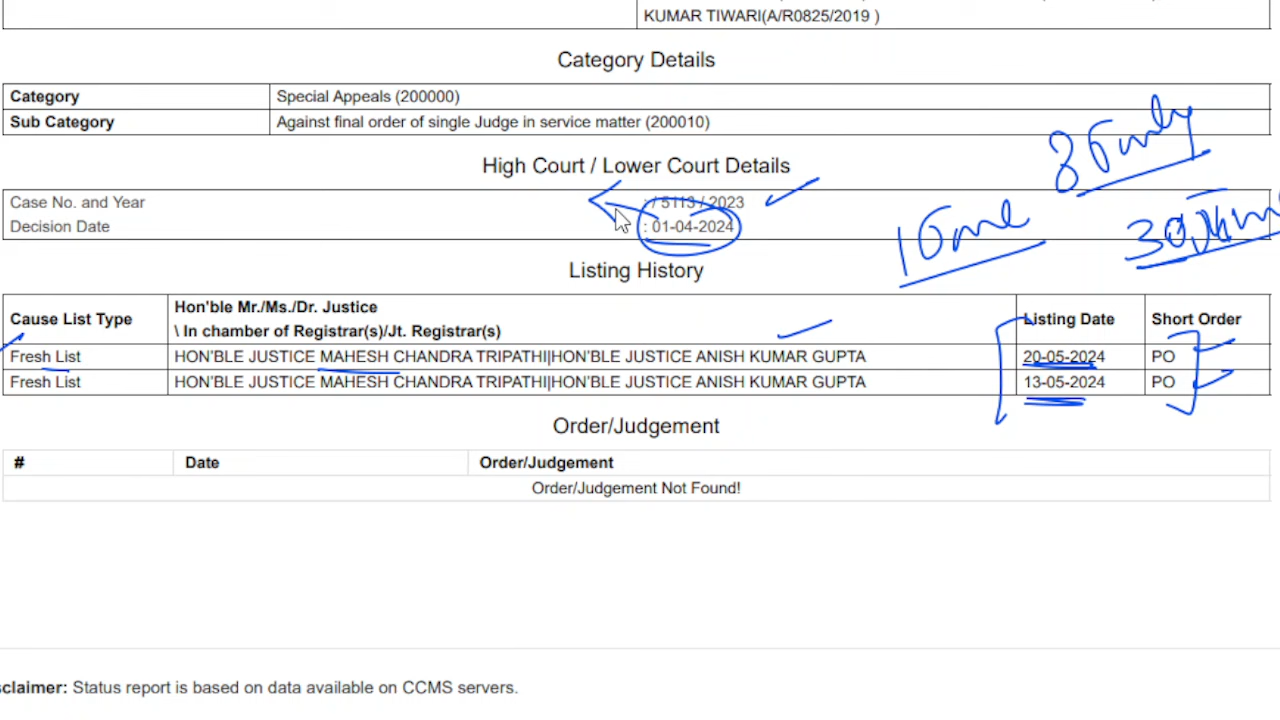 KUMAR TIWARI(A/R0825/2019 )
Category Details
Category Special Appeals (200000)
Sub Category Against final order of single Judge in service matter (200010)
High Court / Lower Court Details
Case No. and Year : / 5113 / 2023
Decision Date : 01-04-2024
Listing History
Cause List Type Hon'ble Mr./Ms./Dr. Justice
\ In chamber of Registrar(s)/Jt. Registrar(s) Listing Date Short Order
Fresh List HON'BLE JUSTICE MAHESH CHANDRA TRIPATHI|HON'BLE JUSTICE ANISH KUMAR GUPTA 20-05-2024 PO
Fresh List HON'BLE JUSTICE MAHESH CHANDRA TRIPATHI|HON'BLE JUSTICE ANISH KUMAR GUPTA 13-05-2024 PO
Order/Judgement
# Date Order/Judgement
Order/Judgement Not Found!
sclaimer: Status report is based on data available on CCMS servers.